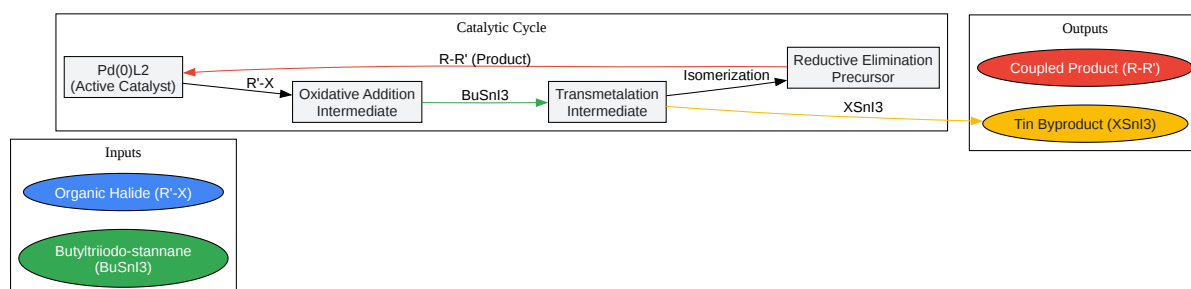 Catalytic Cycle
Pd(0)L2
(Active Catalyst)
R'-X
Oxidative Addition
Intermediate
BuSnI3
Transmetalation
Intermediate
Isomerization
Reductive Elimination
Precursor
R-R' (Product)
XSnI3
Outputs
Coupled Product (R-R')
Tin Byproduct (XSnI3)
Inputs
Organic Halide (R'-X)
Butyltriiodo-stannane
(BuSnI3)